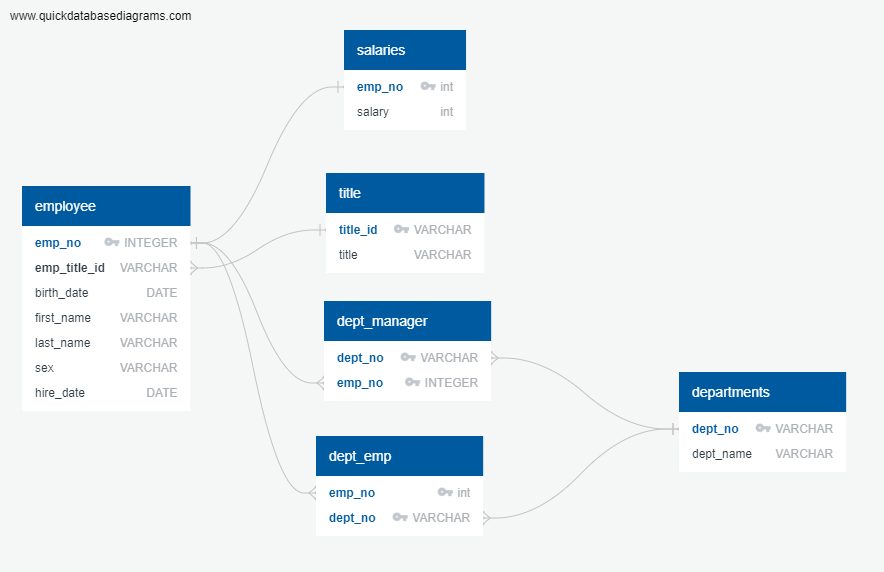 www.quickdatabasediagrams.com
salaries
emp_no int
salary int
title
title_id VARCHAR
title VARCHAR
employee
emp_no INTEGER
emp_title_id VARCHAR
birth_date DATE
first_name VARCHAR
last_name VARCHAR
sex VARCHAR
hire_date DATE
dept_manager
dept_no VARCHAR
emp_no INTEGER
dept_emp
emp_no int
dept_no VARCHAR
departments
dept_no VARCHAR
dept_name VARCHAR